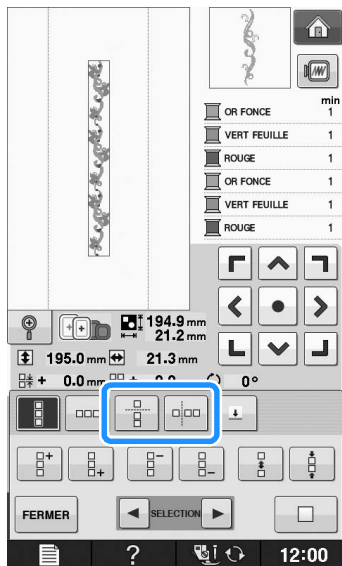 min
OR FONCE 1
VERT FEUILLE 1
ROUGE 1
OR FONCE 1
VERT FEUILLE 1
ROUGE 1
194.9 mm
21.2 mm
195.0 mm 21.3 mm
+ 0.0 mm + 0°
FERMER SELECTION
? 12:00